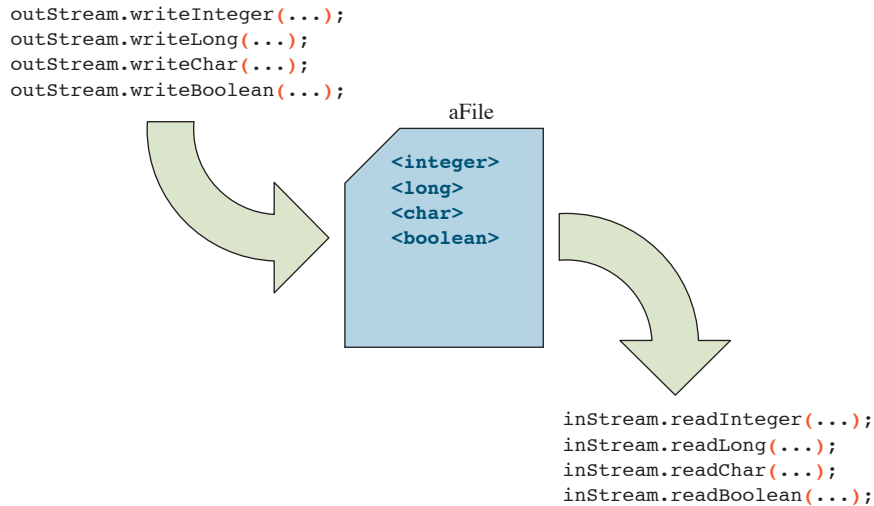 outStream.writeInteger(...);
outStream.writeLong(...);
outStream.writeChar(...);
outStream.writeBoolean(...);
aFile
<integer>
<long>
<char>
<boolean>
inStream.readInteger(...);
inStream.readLong(...);
inStream.readChar(...);
inStream.readBoolean(...);